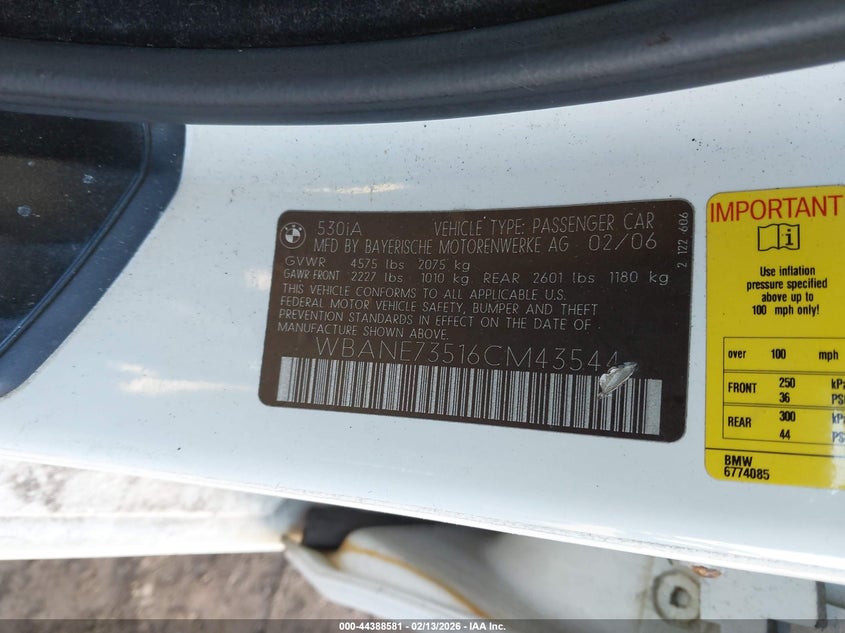 530iA VEHICLE TYPE: PASSENGER CAR
MFD BY BAYERISCHE MOTORENWERKE AG 02/06
GVWR 4575 lbs 2075 kg
GAWR FRONT 2227 lbs 1010 kg. REAR 2601 lbs 1180 kg
THIS VEHICLE CONFORMS TO ALL APPLICABLE U.S.
FEDERAL MOTOR VEHICLE SAFETY, BUMPER AND THEFT
PREVENTION STANDARDS IN EFFECT ON THE DATE OF
MANUFACTURE SHOWN ABOVE.
WBANE73516CM43544
2 122 606
IMPORTANT
i
Use inflation
pressure specified
above up to
100 mph only!
over 100 mph
FRONT 250 kPa
36 PS
REAR 300 kP
44 PS
BMW
6774085
000-44388581 - 02/13/2026 - IAA Inc.